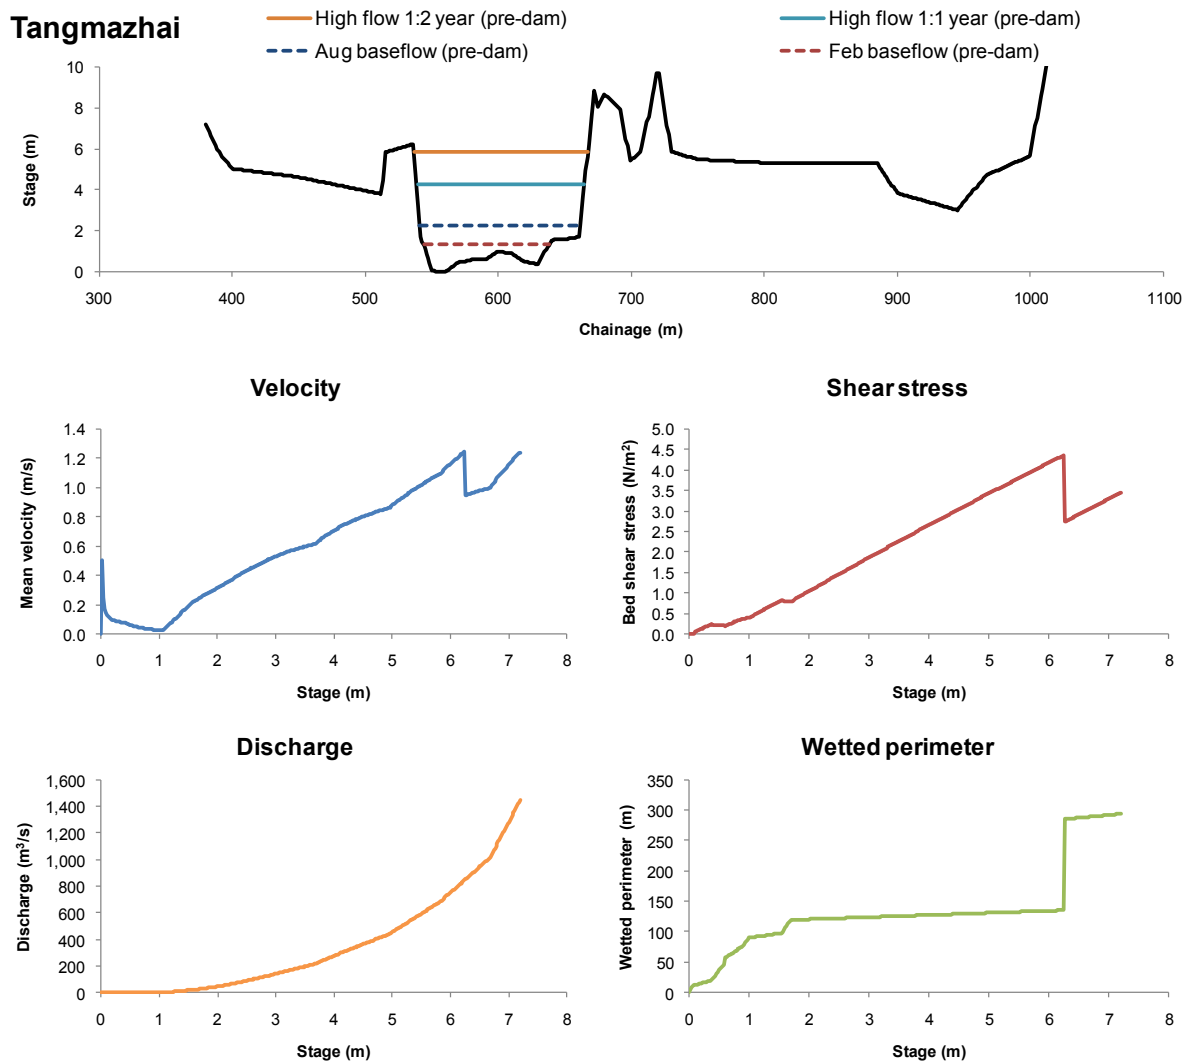 Tangmazhai
High flow 1:2 year (pre-dam)
High flow 1:1 year (pre-dam)
Aug baseflow (pre-dam)
Feb baseflow (pre-dam)
Stage (m)
10
8
6
4
2
0
300 400 500 600 700 800 900 1000 1100
Chainage (m)
Velocity
Mean velocity (m/s)
1.4
1.2
1.0
0.8
0.6
0.4
0.2
0.0
0 1 2 3 4 5 6 7 8
Stage (m)
Shear stress
Bed shear stress (N/m²)
5.0
4.5
4.0
3.5
3.0
2.5
2.0
1.5
1.0
0.5
0.0
0 1 2 3 4 5 6 7 8
Stage (m)
Discharge
Discharge (m³/s)
1,600
1,400
1,200
1,000
800
600
400
200
0
0 1 2 3 4 5 6 7 8
Stage (m)
Wetted perimeter
Wetted perimeter (m)
350
300
250
200
150
100
50
0
0 1 2 3 4 5 6 7 8
Stage (m)